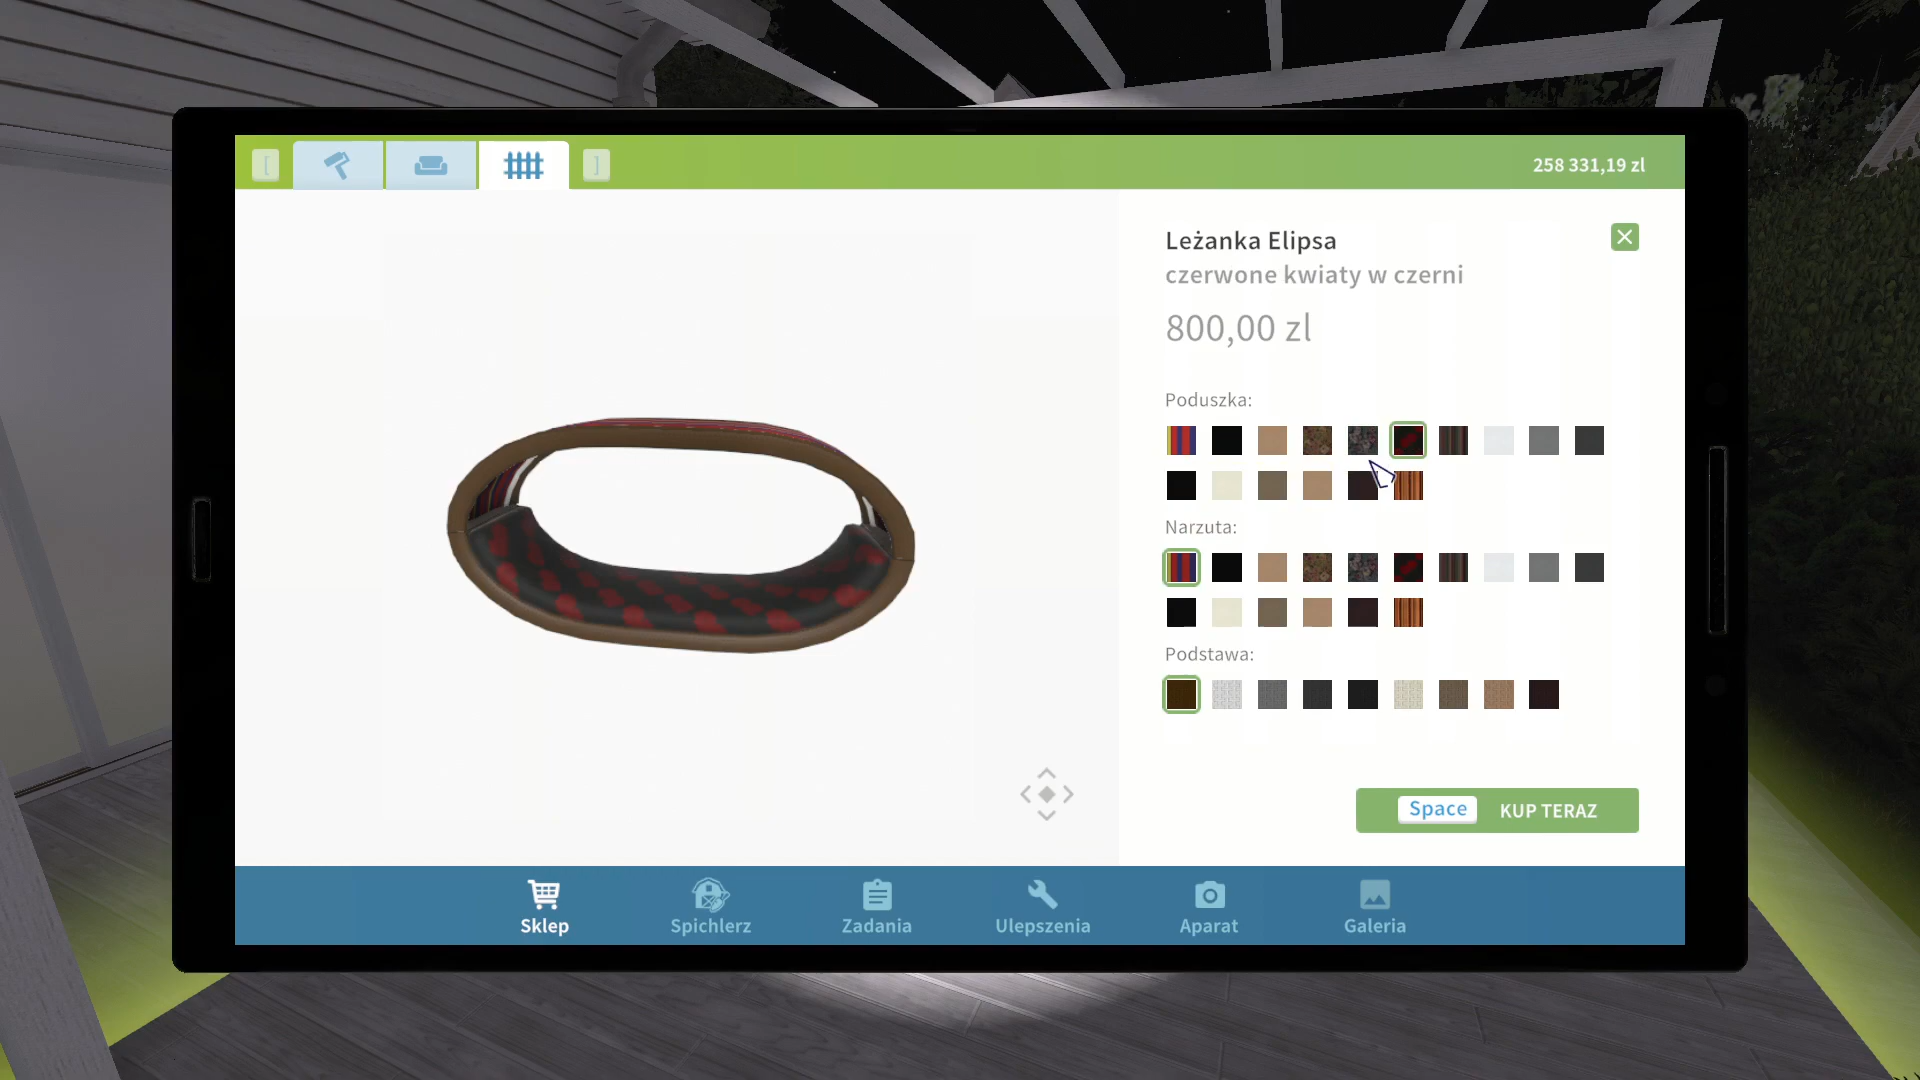 [
]
258 331,19 zl
Leżanka Elipsa
czerwone kwiaty w czerni
800,00 zl
Poduszka:
Narzuta:
Podstawa:
Space KUP TERAZ
Sklep
Spichlerz
Zadania
Ulepszenia
Aparat
Galeria